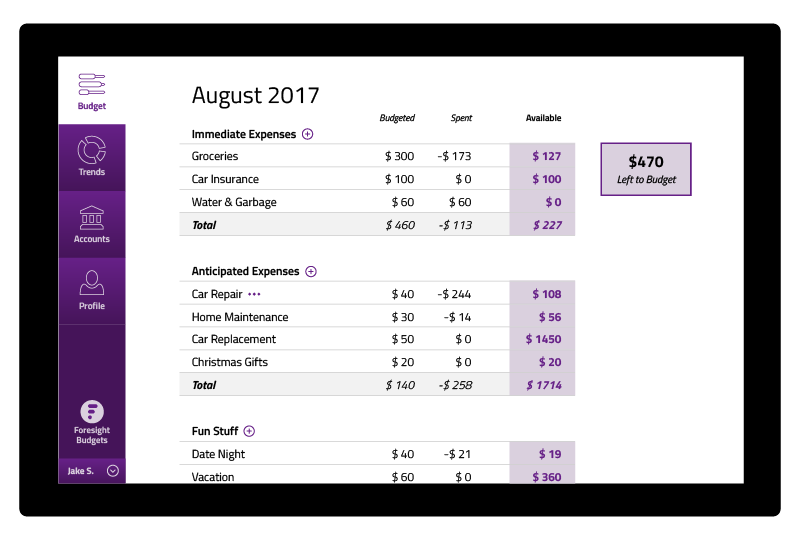 Budget
Trends
Accounts
Profile
Foresight
Budgets
Jake S.
August 2017
Budgeted Spent Available
Immediate Expenses
Groceries $ 300 -$ 173 $ 127
Car Insurance $ 100 $ 0 $ 100
Water & Garbage $ 60 $ 60 $ 0
Total $ 460 -$ 113 $ 227
Anticipated Expenses
Car Repair ••• $ 40 -$ 244 $ 108
Home Maintenance $ 30 -$ 14 $ 56
Car Replacement $ 50 $ 0 $ 1450
Christmas Gifts $ 20 $ 0 $ 20
Total $ 140 -$ 258 $ 1714
Fun Stuff
Date Night $ 40 -$ 21 $ 19
Vacation $ 60 $ 0 $ 360
$470
Left to Budget